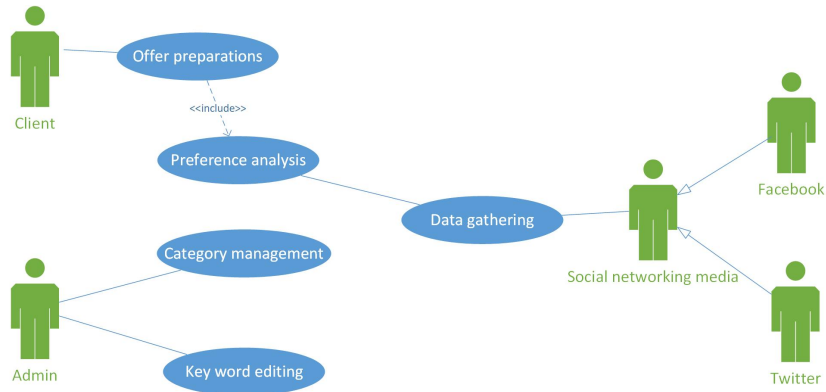 Offer preparations
<<include>>
Client
Preference analysis
Facebook
Data gathering
Category management
Social networking media
Admin
Key word editing
Twitter